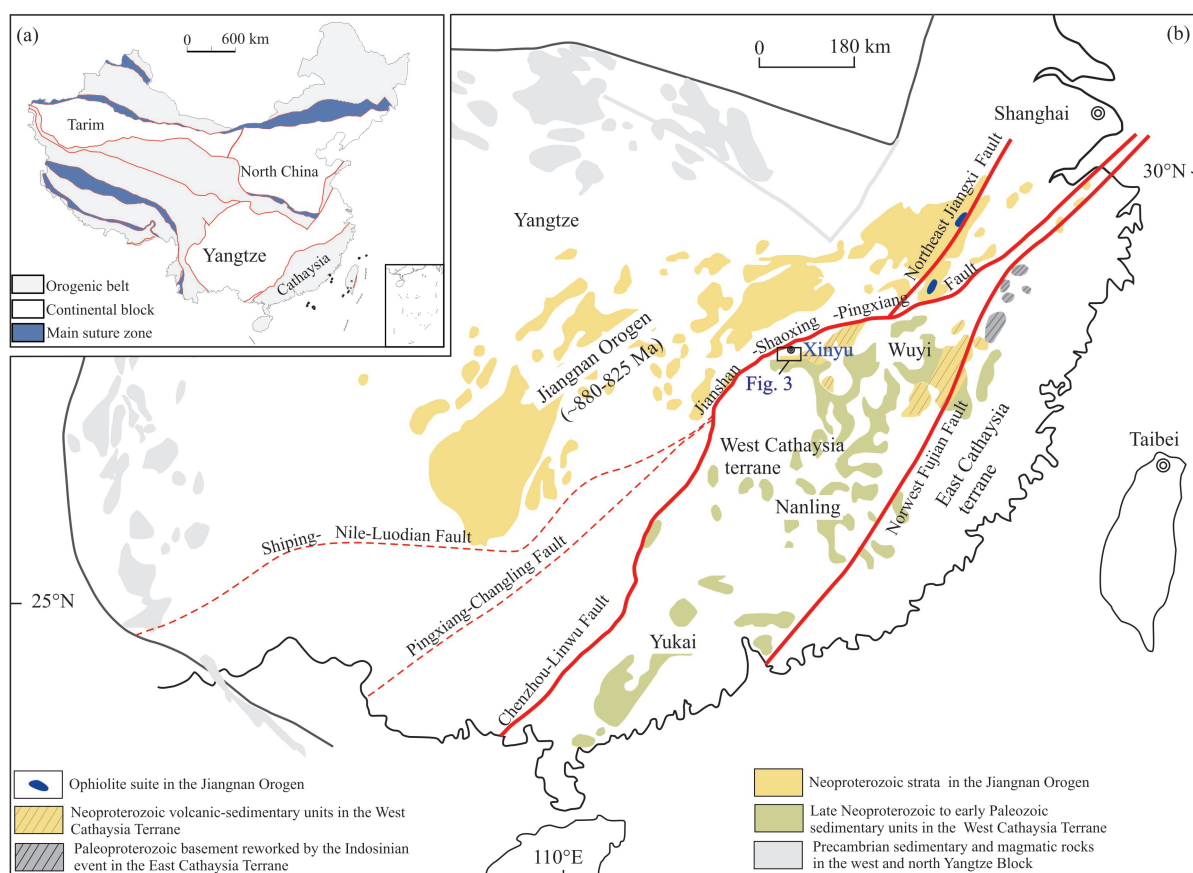 (a)
0 600 km
Tarim
North China
Yangtze
Cathaysia
Orogenic belt
Continental block
Main suture zone
(b)
0 180 km
Shanghai
30°N
Northeast Jiangxi Fault
Yangtze
Jianshan -Shaoxing -Pingxiang Fault
Jiangnan Orogen
(~880-825 Ma)
Xinyu
Wuyi
Fig. 3
West Cathaysia
terrane
Nanling
Norwest Fujian Fault
East Cathaysia
terrane
Taibei
Shiping- Nile-Luodian Fault
Pingxiang-Changling Fault
25°N
Chenzhou-Linwu Fault
Yukai
110°E
Ophiolite suite in the Jiangnan Orogen
Neoproterozoic volcanic-sedimentary units in the West
Cathaysia Terrane
Paleoproterozoic basement reworked by the Indosinian
event in the East Cathaysia Terrane
Neoproterozoic strata in the Jiangnan Orogen
Late Neoproterozoic to early Paleozoic
sedimentary units in the West Cathaysia Terrane
Precambrian sedimentary and magmatic rocks
in the west and north Yangtze Block